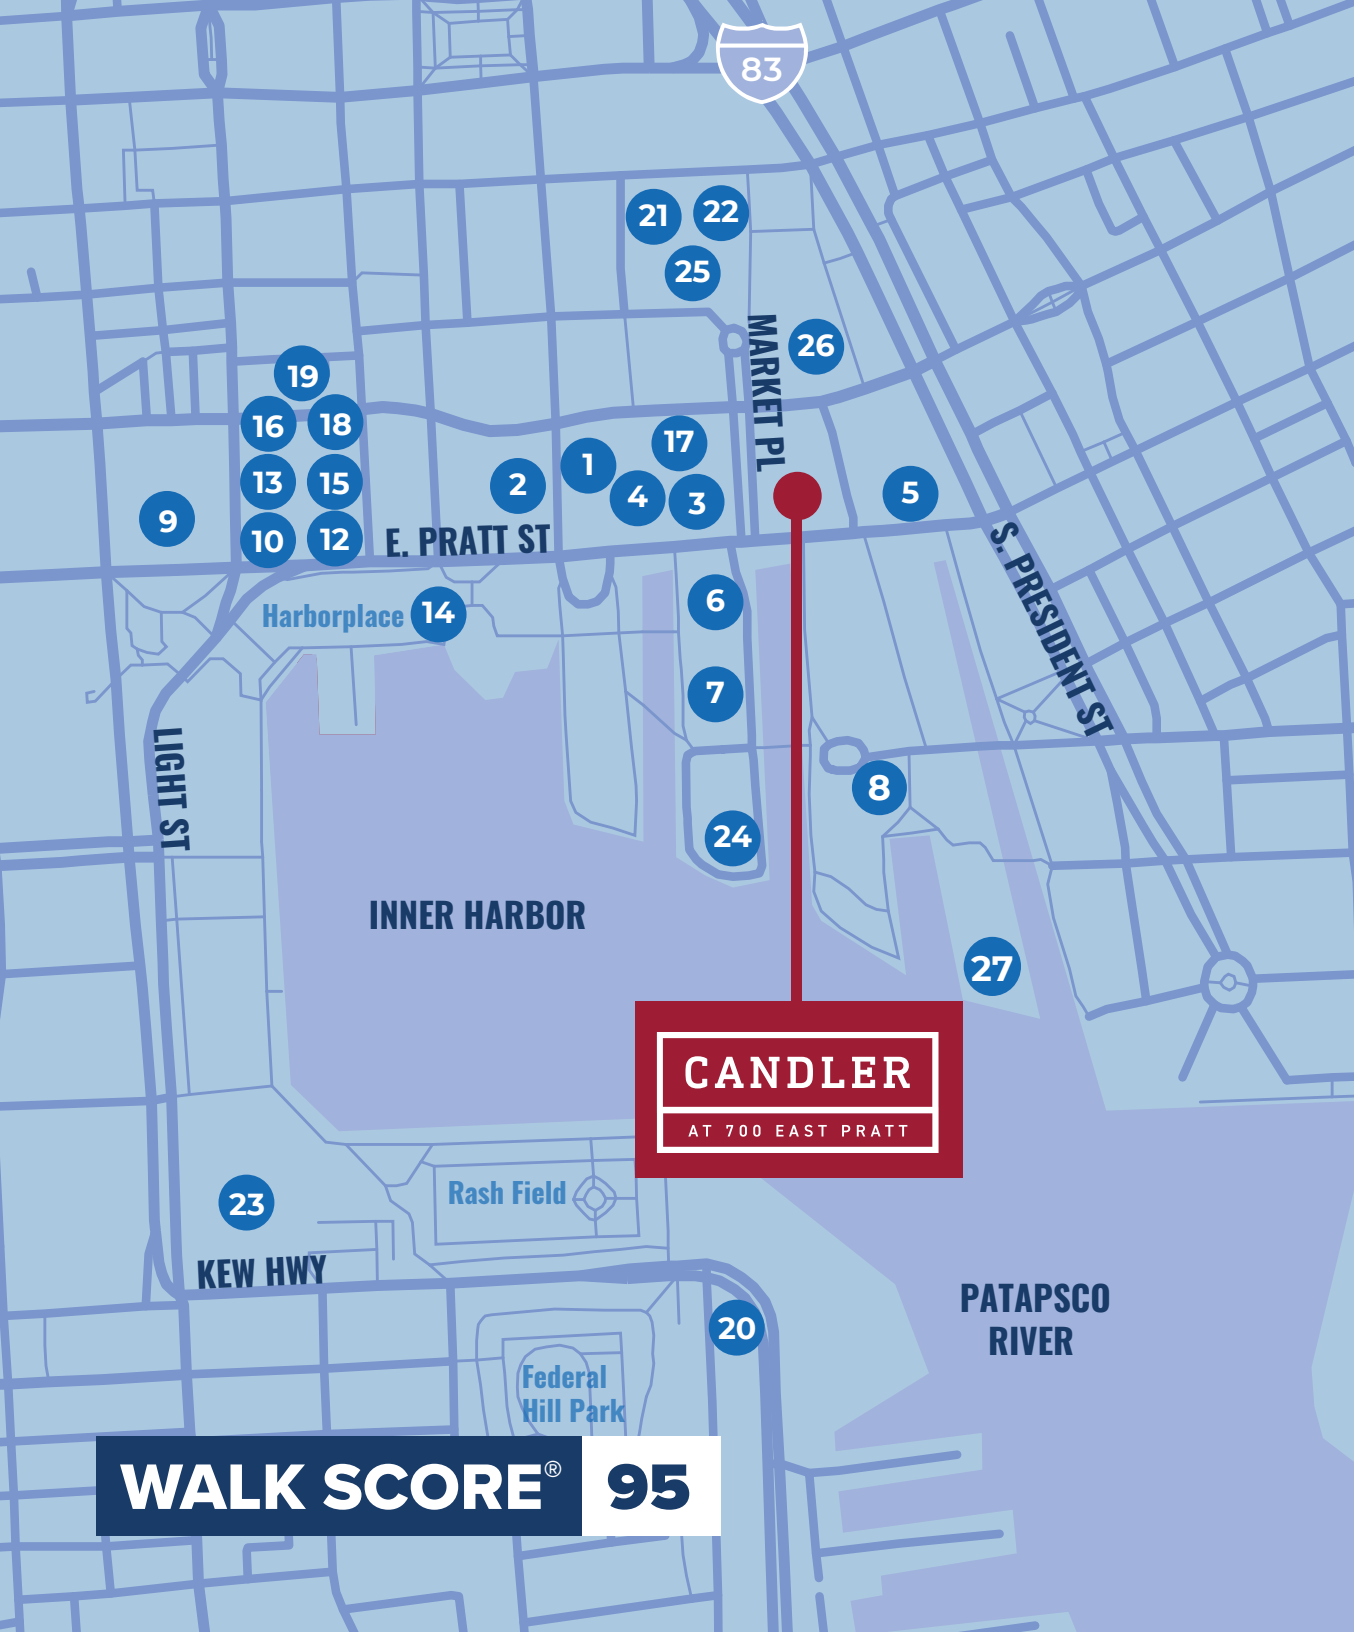 83
21
22
25
MARKET PL
26
19
16
18
17
1
13
15
2
4
3
5
9
10
12
E. PRATT ST
S. PRESIDENT ST
Harborplace
14
6
7
LIGHT ST
8
24
INNER HARBOR
27
CANDLER
AT 700 EAST PRATT
Rash Field
23
KEW HWY
PATAPSCO
RIVER
20
Federal
Hill Park
WALK SCORE® 95